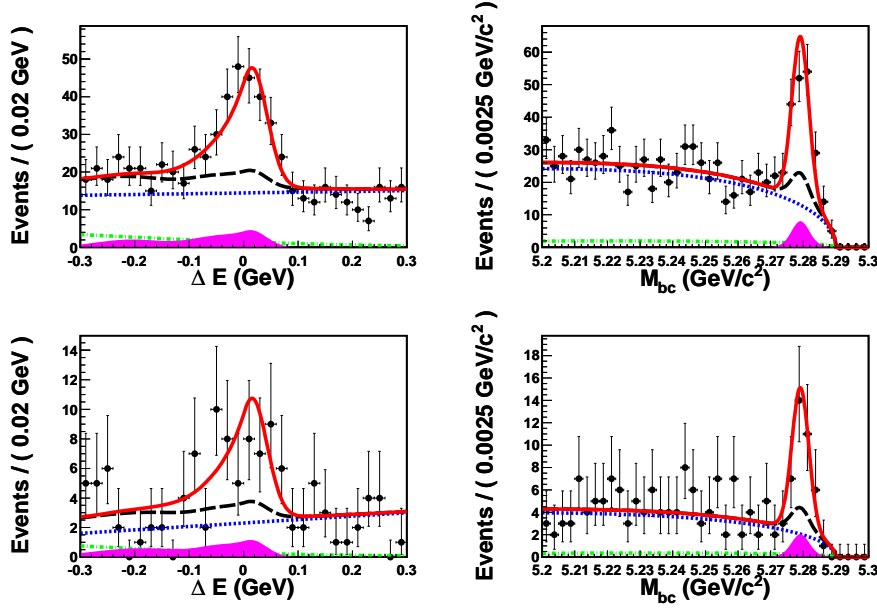 Events / ( 0.02 GeV )
50
40
30
20
10
0
-0.3 -0.2 -0.1 0 0.1 0.2 0.3
Δ E (GeV)
Events / ( 0.0025 GeV/c²)
60
50
40
30
20
10
0
5.2 5.21 5.22 5.23 5.24 5.25 5.26 5.27 5.28 5.29 5.3
M_bc (GeV/c²)
Events / ( 0.02 GeV )
14
12
10
8
6
4
2
0
-0.3 -0.2 -0.1 0 0.1 0.2 0.3
Δ E (GeV)
Events / ( 0.0025 GeV/c²)
18
16
14
12
10
8
6
4
2
0
5.2 5.21 5.22 5.23 5.24 5.25 5.26 5.27 5.28 5.29 5.3
M_bc (GeV/c²)